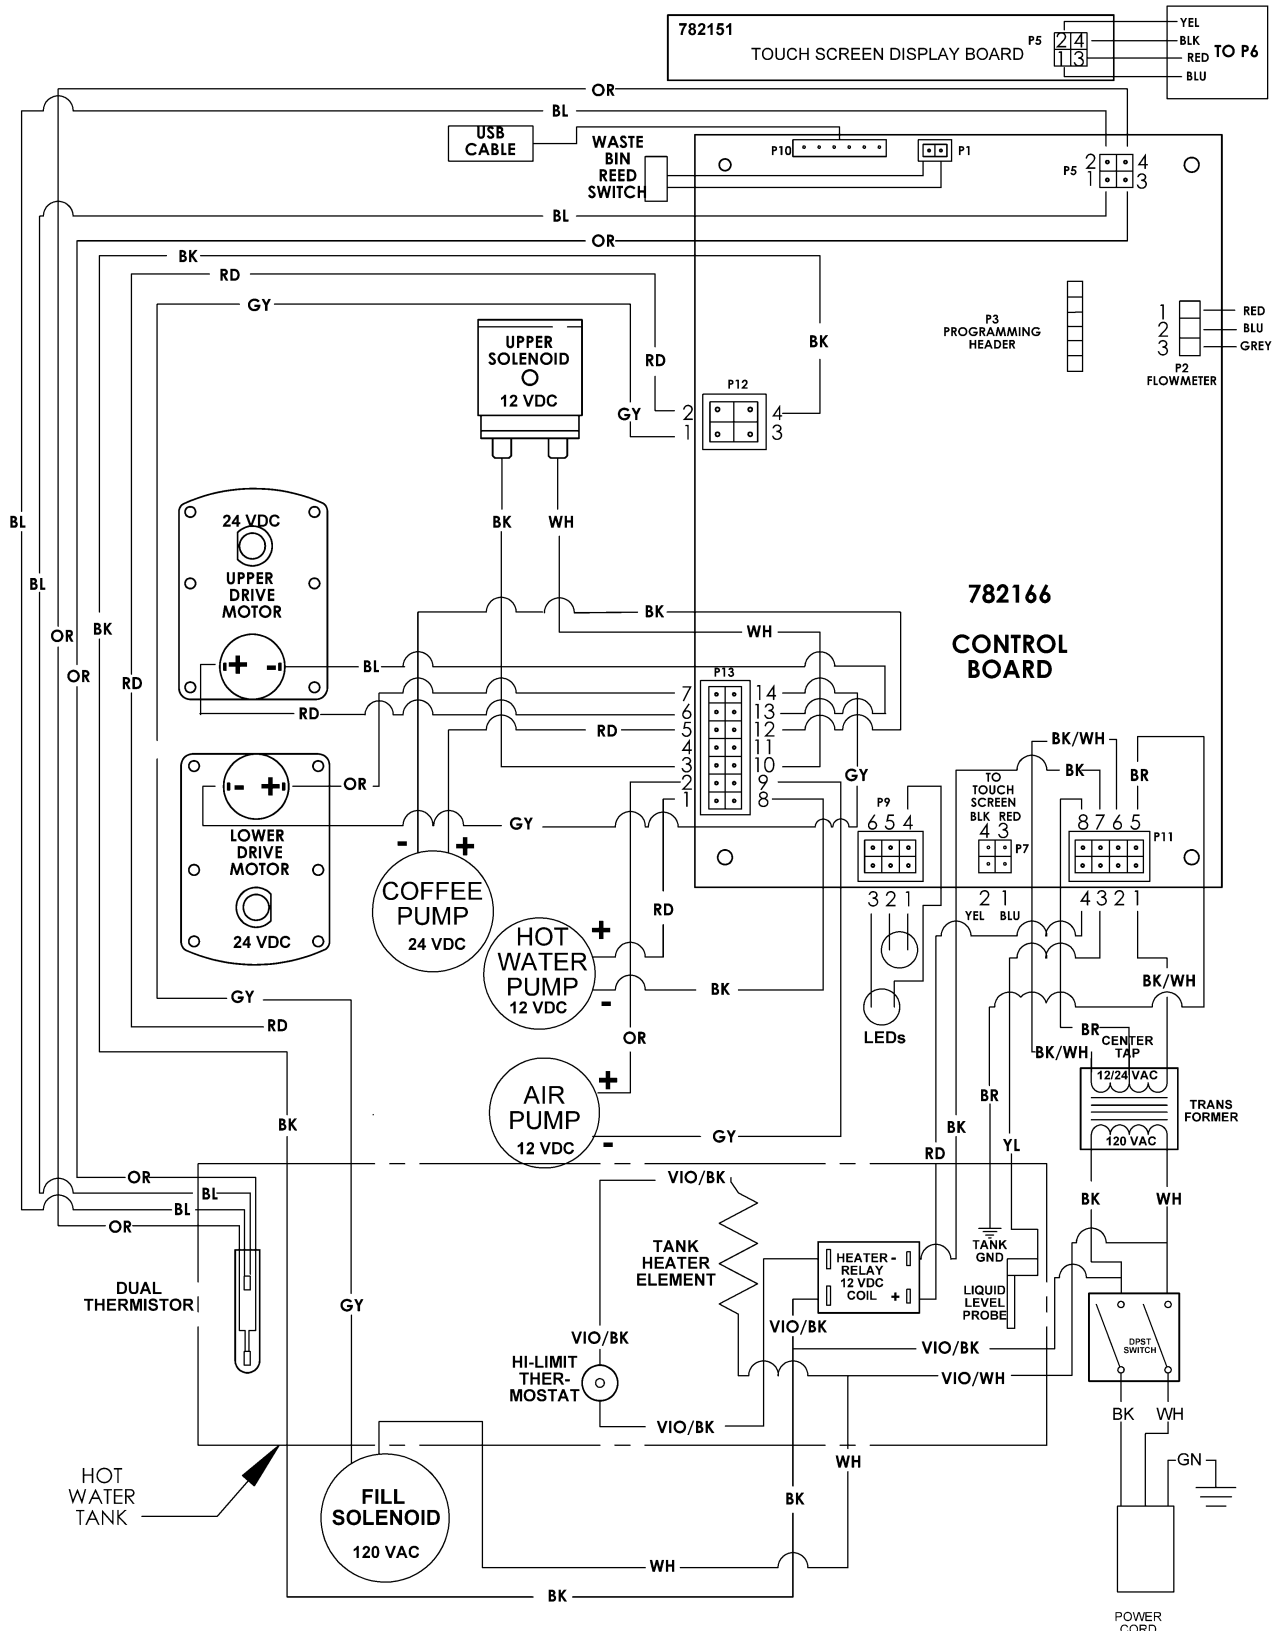 782151
TOUCH SCREEN DISPLAY BOARD
P5
2 4
1 3
YEL
BLK
RED
BLU
TO P6
OR
BL
USB
CABLE
WASTE
BIN
REED
SWITCH
P10
P1
P5
2 4
1 3
BL
OR
BK
RD
GY
UPPER
SOLENOID
12 VDC
RD
BK
GY
P12
2 4
1 3
P3
PROGRAMMING
HEADER
1 RED
2 BLU
3 GREY
P2
FLOWMETER
BL
BK
WH
24 VDC
UPPER
DRIVE
MOTOR
+ -
BL
OR
BK
OR
RD
782166
CONTROL
BOARD
BK
WH
BL
P13
7 14
6 13
5 12
4 11
3 10
2 9
1 8
RD
RD
- +
OR
GY
LOWER
DRIVE
MOTOR
24 VDC
GY
- +
COFFEE
PUMP
24 VDC
P9
6 5 4
3 2 1
LEDs
TO
TOUCH
SCREEN
BLK RED
4 3
P7
2 1
YEL BLU
BK/WH
BK
BR
8 7 6 5
P11
4 3 2 1
RD
HOT
WATER
PUMP
12 VDC
+
-
BK
OR
GY
RD
BK/WH
BR
CENTER
TAP
BK/WH
12/24 VAC
120 VAC
TRANS
FORMER
AIR
PUMP
12 VDC
+
-
GY
BK
BR
BK
YL
RD
OR
BL
BL
OR
VIO/BK
BK
WH
TANK
HEATER
ELEMENT
HEATER -
RELAY
12 VDC
COIL +
TANK
GND
LIQUID
LEVEL
PROBE
DUAL
THERMISTOR
GY
VIO/BK
VIO/BK
VIO/BK
VIO/WH
DPST
SWITCH
HI-LIMIT
THER-
MOSTAT
VIO/BK
BK
WH
WH
GN
HOT
WATER
TANK
FILL
SOLENOID
120 VAC
BK
WH
BK
POWER
CORD